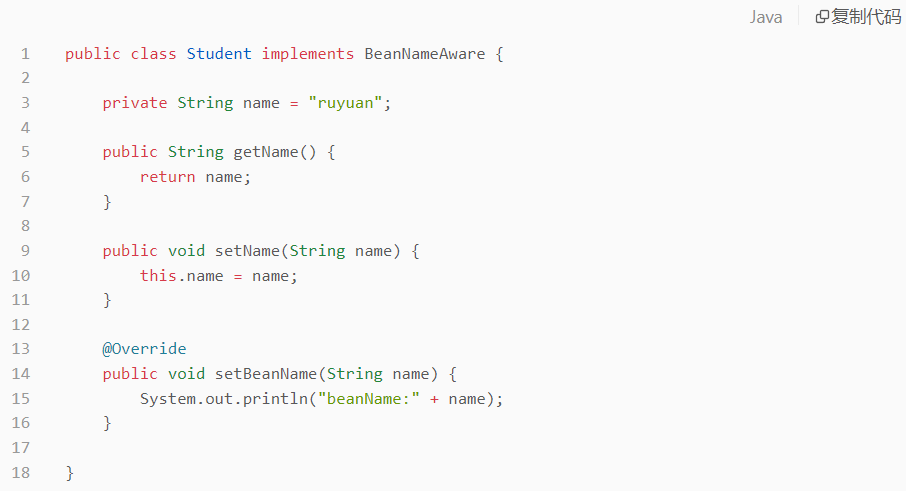 Java 复制代码
1 public class Student implements BeanNameAware {
2
3     private String name = "ruyuan";
4
5     public String getName() {
6         return name;
7     }
8
9     public void setName(String name) {
10         this.name = name;
11     }
12
13     @Override
14     public void setBeanName(String name) {
15         System.out.println("beanName:" + name);
16     }
17
18 }